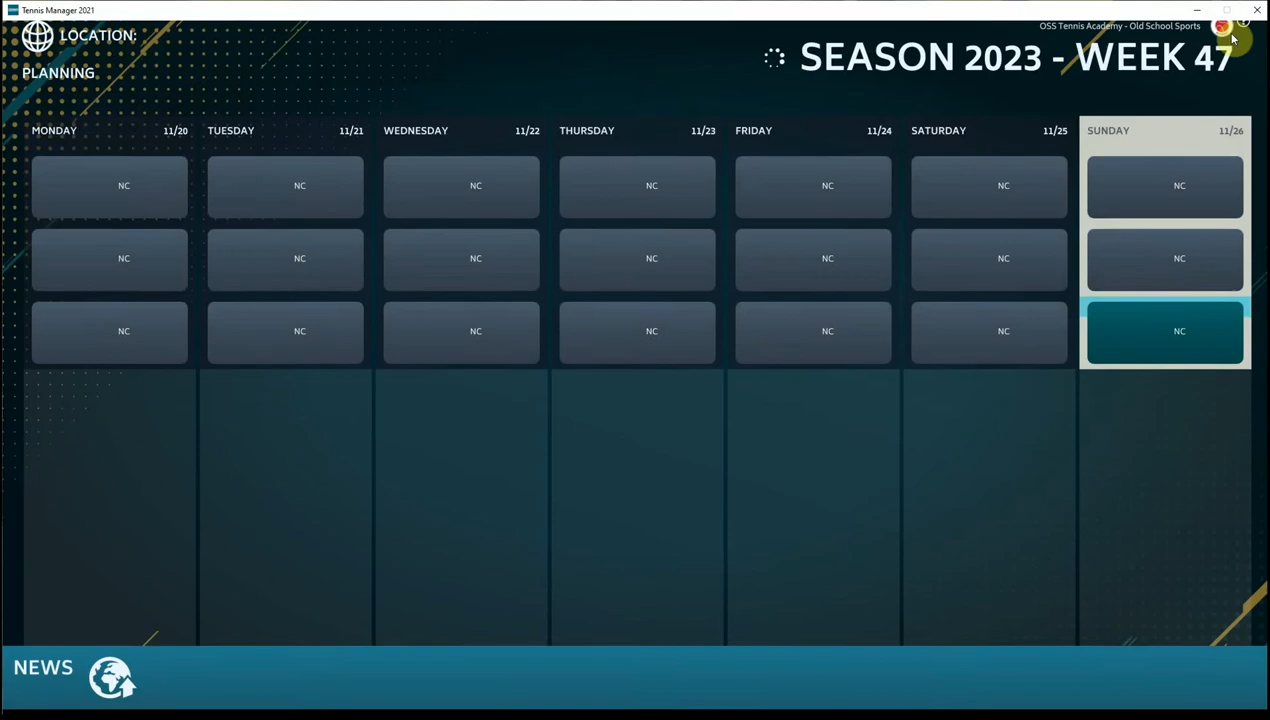 Tennis Manager 2021
OSS Tennis Academy - Old School Sports
LOCATION:
SEASON 2023 - WEEK 47
PLANNING
MONDAY 11/20 TUESDAY 11/21 WEDNESDAY 11/22 THURSDAY 11/23 FRIDAY 11/24 SATURDAY 11/25 SUNDAY 11/26
NC NC NC NC NC NC NC
NC NC NC NC NC NC NC
NC NC NC NC NC NC NC
NEWS